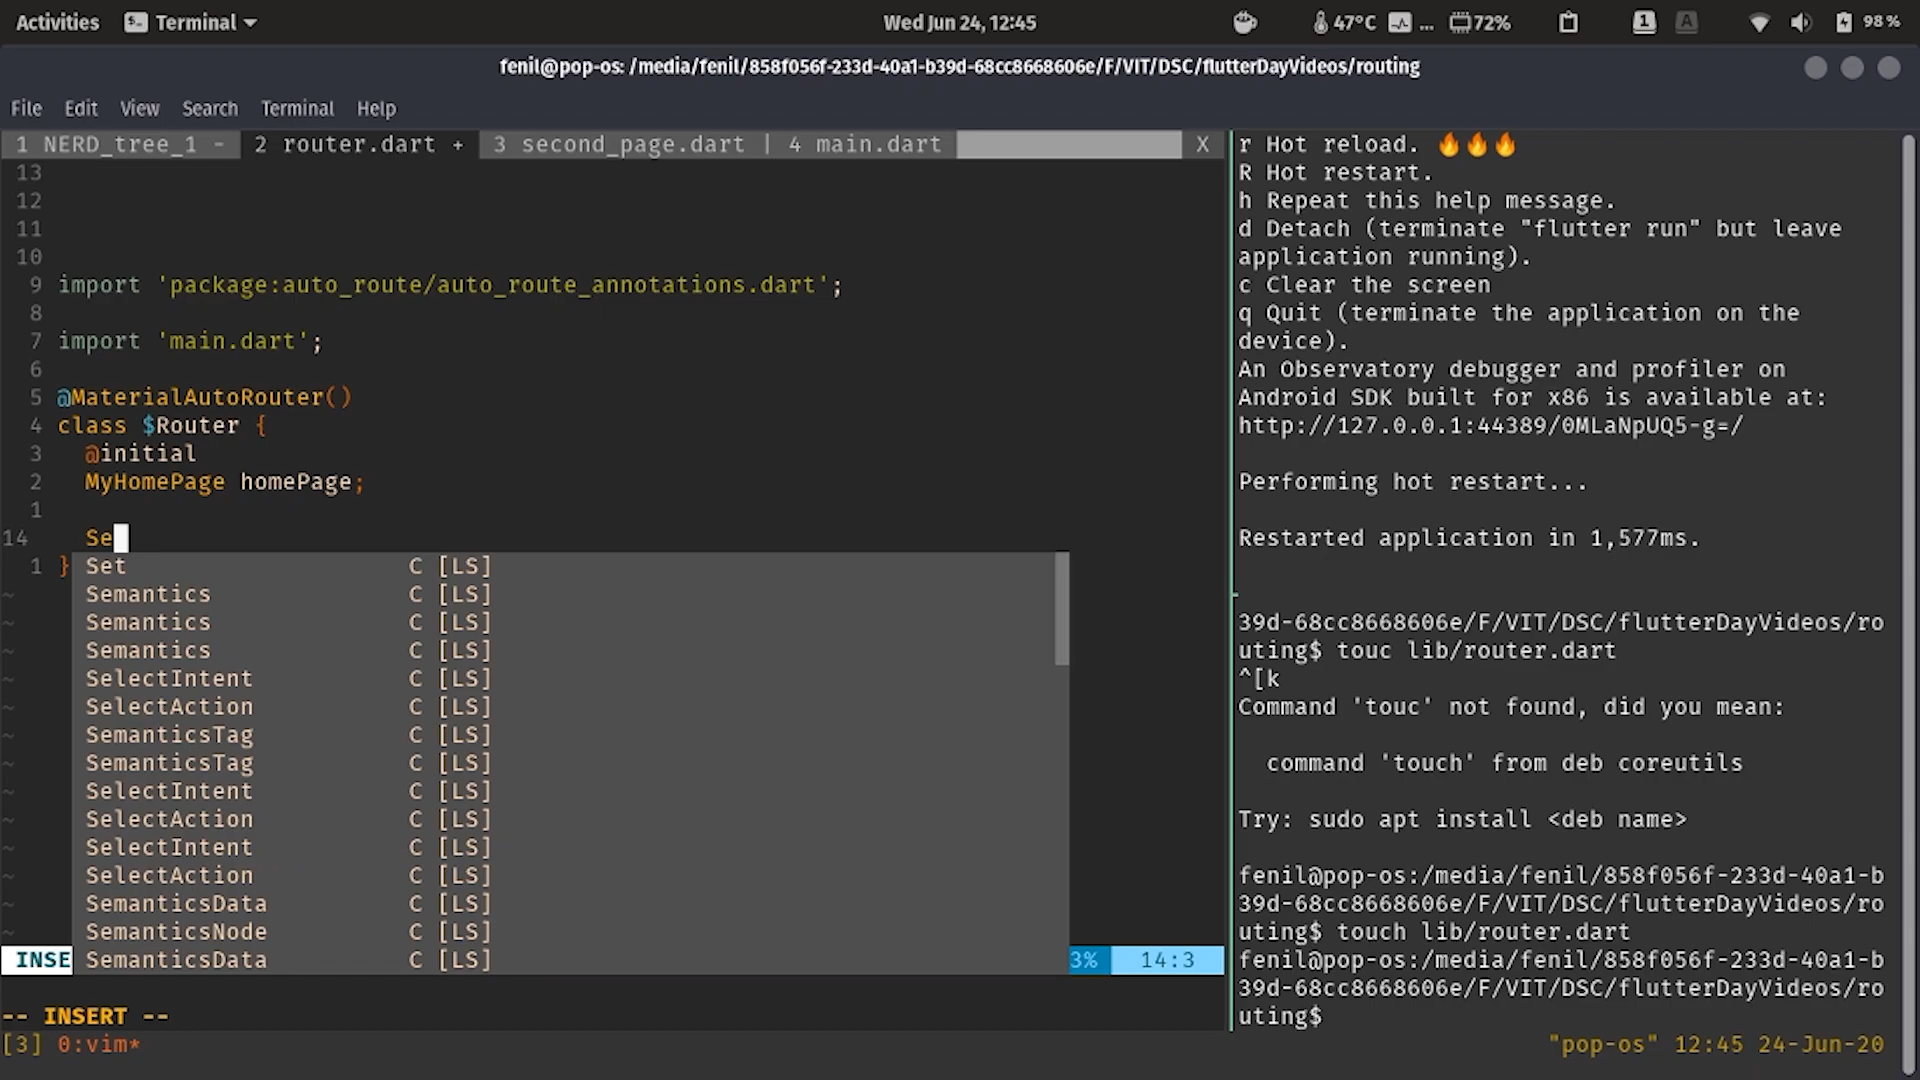 Activities Terminal Wed Jun 24, 12:45 47°C ... 72% 1 A 98 %
fenil@pop-os: /media/fenil/858f056f-233d-40a1-b39d-68cc8668606e/F/VIT/DSC/flutterDayVideos/routing
File Edit View Search Terminal Help
1 NERD_tree_1 - 2 router.dart + 3 second_page.dart | 4 main.dart X
13
12
11
10
9 import 'package:auto_route/auto_route_annotations.dart';
8
7 import 'main.dart';
6
5 @MaterialAutoRouter()
4 class $Router {
3 @initial
2 MyHomePage homePage;
1
14 Se
1 }
Set C [LS]
Semantics C [LS]
Semantics C [LS]
Semantics C [LS]
SelectIntent C [LS]
SelectAction C [LS]
SemanticsTag C [LS]
SemanticsTag C [LS]
SelectIntent C [LS]
SelectAction C [LS]
SelectIntent C [LS]
SelectAction C [LS]
SemanticsData C [LS]
SemanticsNode C [LS]
SemanticsData C [LS]
~
~
~
~
~
~
~
~
~
~
~
~
~
INSE 3% 14:3
-- INSERT --
r Hot reload. 🔥🔥🔥
R Hot restart.
h Repeat this help message.
d Detach (terminate "flutter run" but leave
application running).
c Clear the screen
q Quit (terminate the application on the
device).
An Observatory debugger and profiler on
Android SDK built for x86 is available at:
http://127.0.0.1:44389/0MLaNpUQ5-g=/
Performing hot restart...
Restarted application in 1,577ms.
39d-68cc8668606e/F/VIT/DSC/flutterDayVideos/ro
uting$ touc lib/router.dart
^[k
Command 'touc' not found, did you mean:
command 'touch' from deb coreutils
Try: sudo apt install <deb name>
fenil@pop-os:/media/fenil/858f056f-233d-40a1-b
39d-68cc8668606e/F/VIT/DSC/flutterDayVideos/ro
uting$ touch lib/router.dart
fenil@pop-os:/media/fenil/858f056f-233d-40a1-b
39d-68cc8668606e/F/VIT/DSC/flutterDayVideos/ro
uting$
[3] 0:vim* "pop-os" 12:45 24-Jun-20